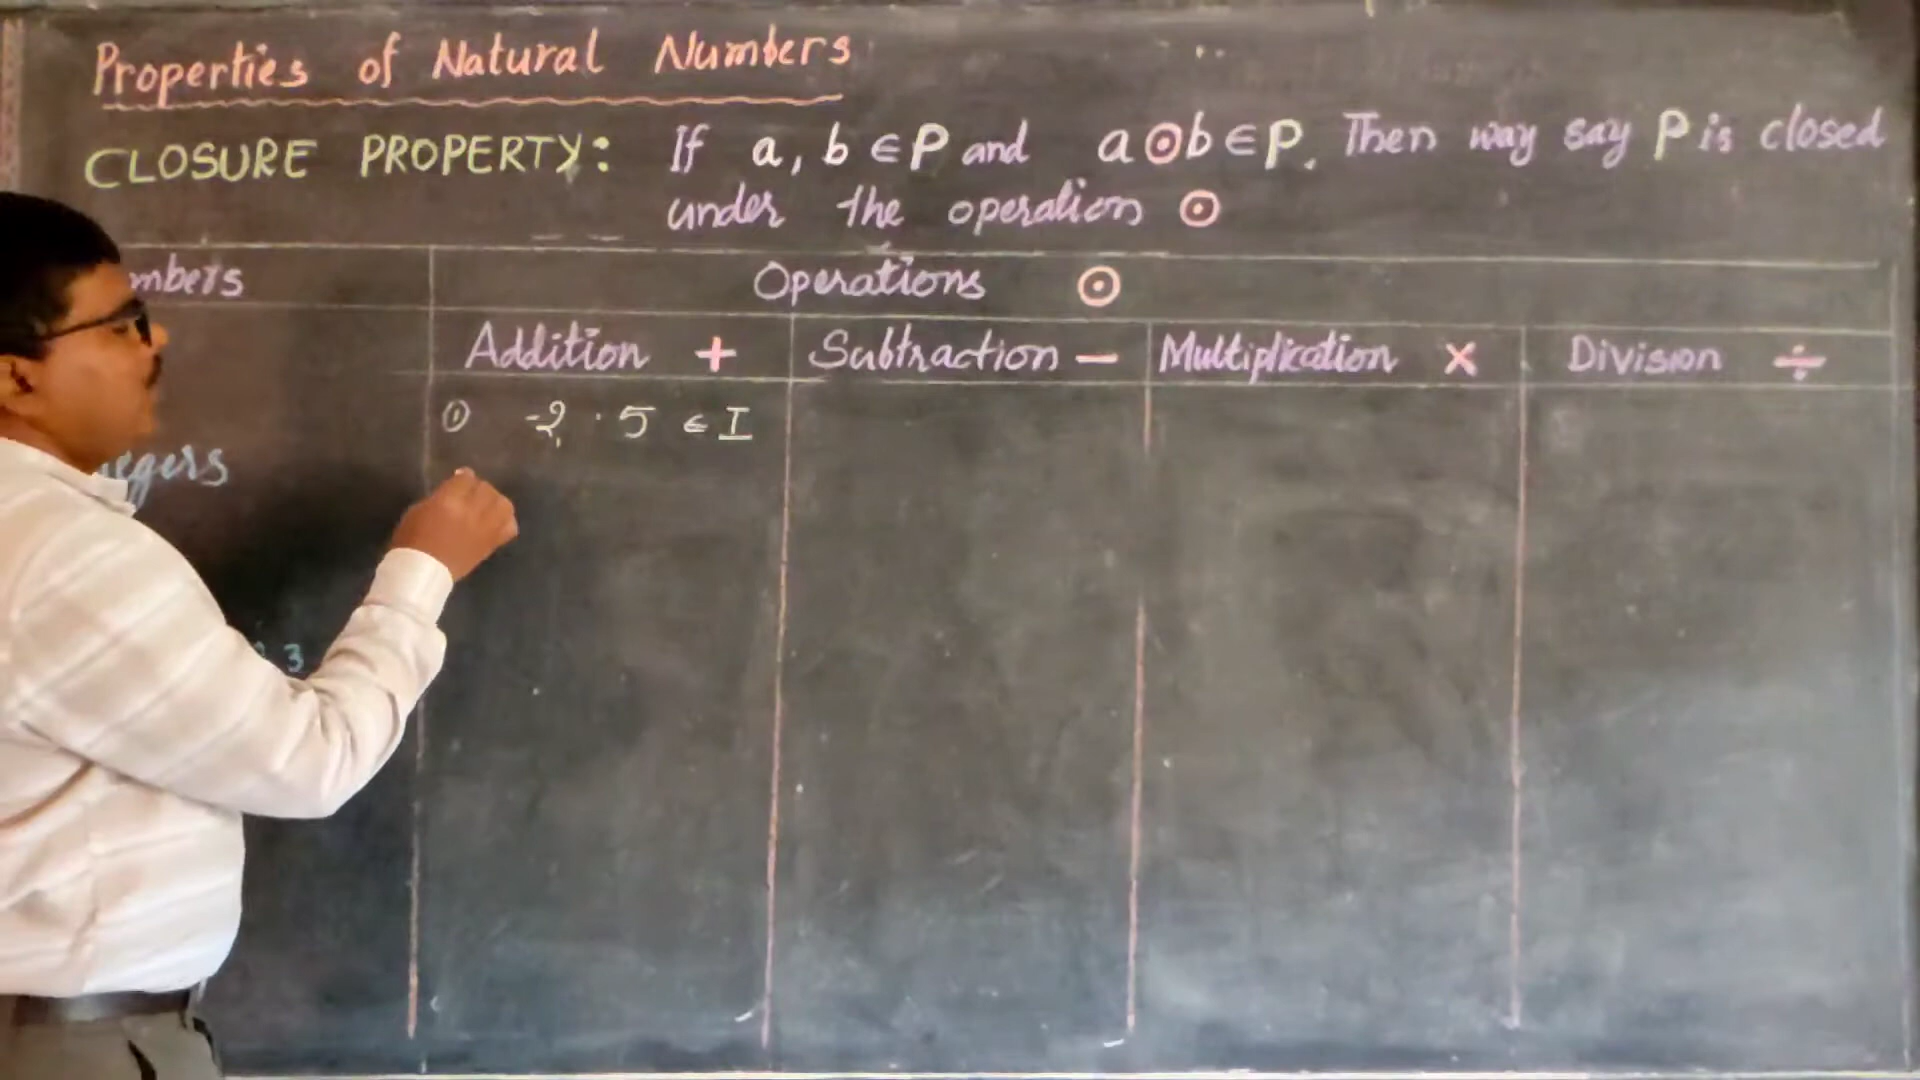 Properties of Natural Numbers
CLOSURE PROPERTY: If a, b ∈ P and a ⊙ b ∈ P. Then way say P is closed
under the operation ⊙
mbers Operations ⊙
Addition + Subtraction − Multiplication × Division ÷
① -2, 5 ∈ I
egers
3